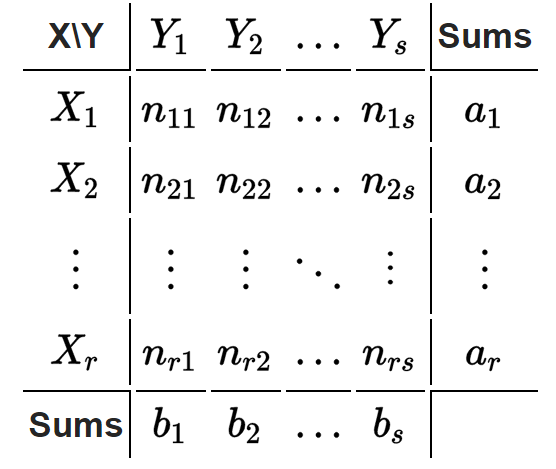 X\Y Y₁ Y₂ … Yₛ Sums
X₁ n₁₁ n₁₂ … n₁ₛ a₁
X₂ n₂₁ n₂₂ … n₂ₛ a₂
⋮ ⋮ ⋮ ⋱ ⋮ ⋮
Xᵣ nᵣ₁ nᵣ₂ … nᵣₛ aᵣ
Sums b₁ b₂ … bₛ